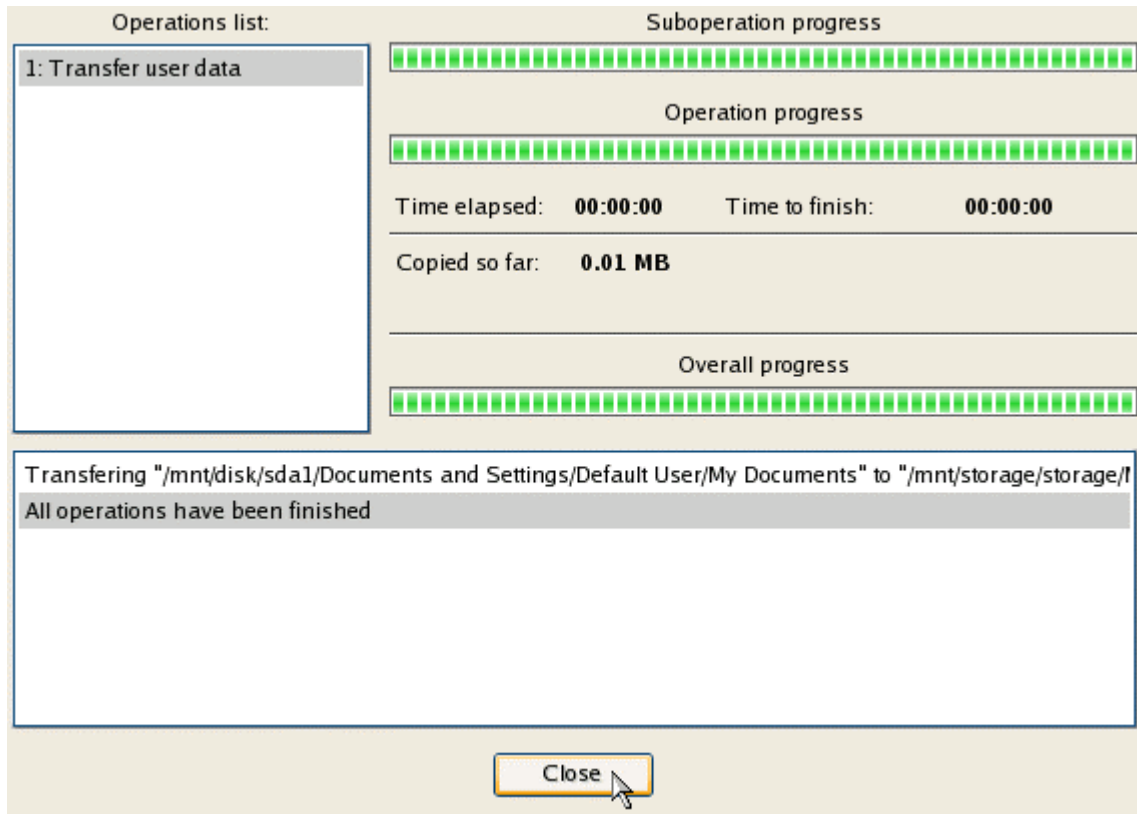 Operations list:
1: Transfer user data
Suboperation progress
Operation progress
Time elapsed: 00:00:00 Time to finish: 00:00:00
Copied so far: 0.01 MB
Overall progress
Transfering "/mnt/disk/sda1/Documents and Settings/Default User/My Documents" to "/mnt/storage/storage/
All operations have been finished
Close